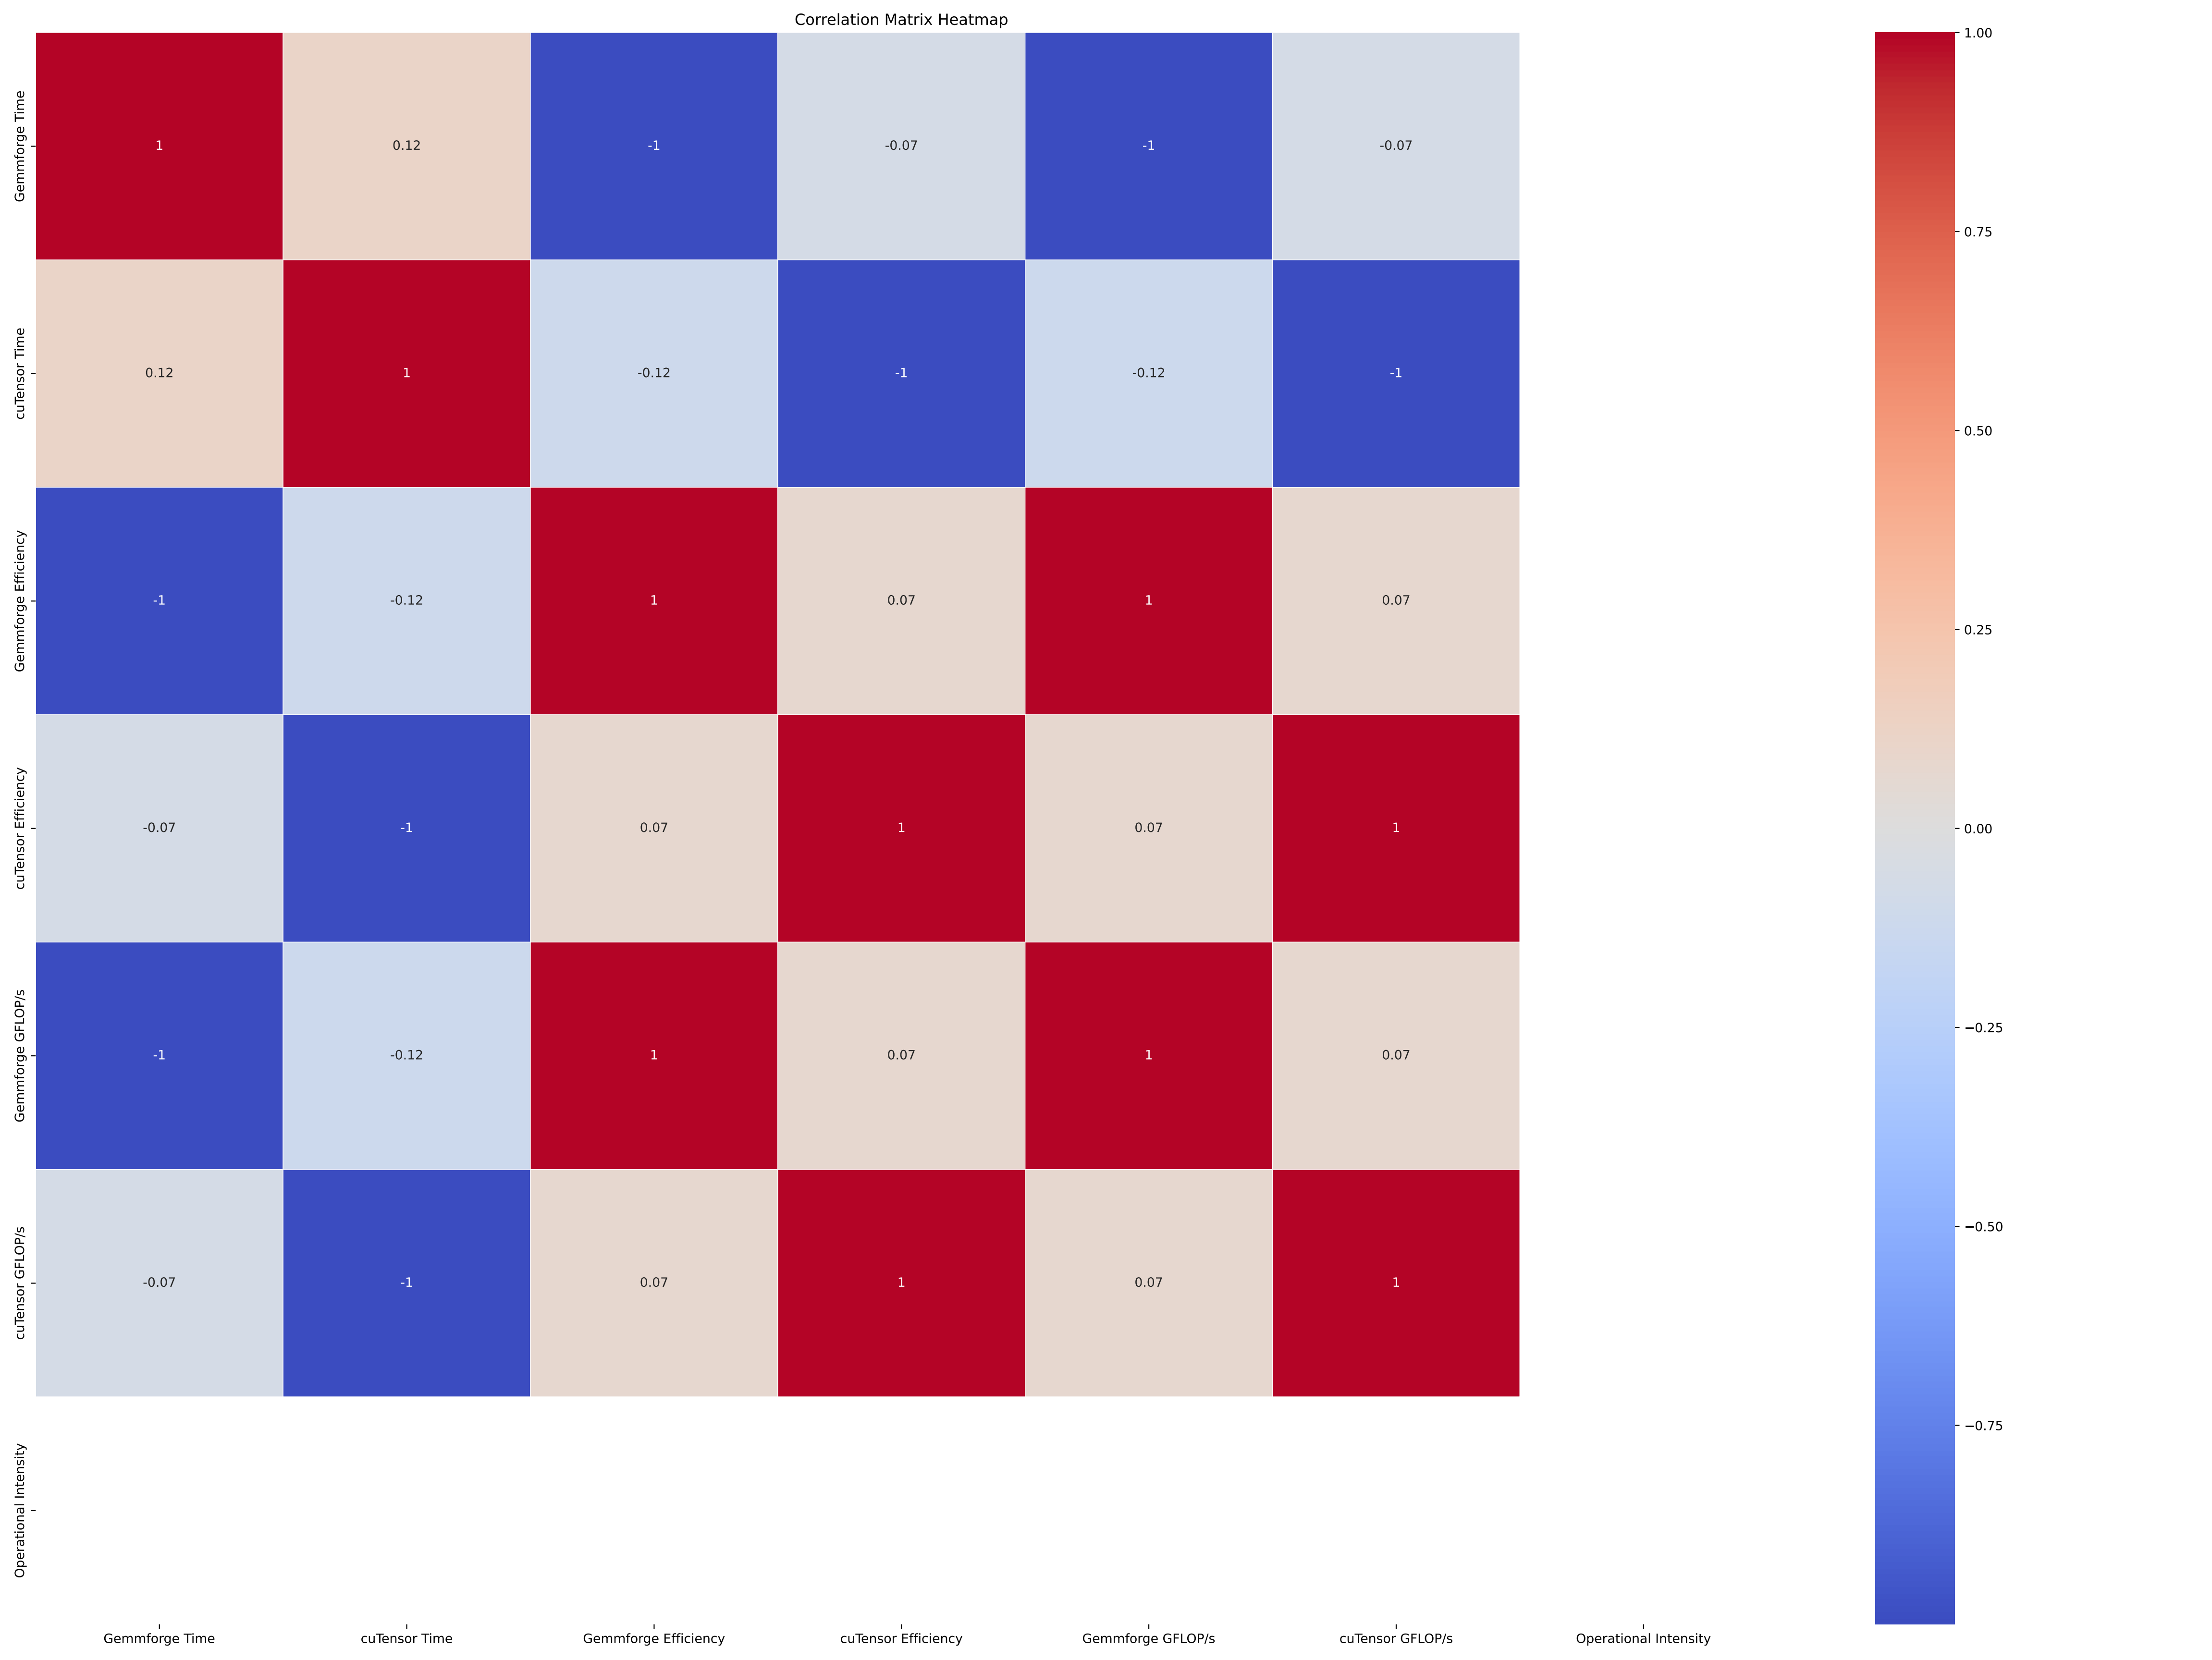 Correlation Matrix Heatmap
Gemmforge Time
1 0.12 -1 -0.07 -1 -0.07
cuTensor Time
0.12 1 -0.12 -1 -0.12 -1
Gemmforge Efficiency
-1 -0.12 1 0.07 1 0.07
cuTensor Efficiency
-0.07 -1 0.07 1 0.07 1
Gemmforge GFLOP/s
-1 -0.12 1 0.07 1 0.07
cuTensor GFLOP/s
-0.07 -1 0.07 1 0.07 1
Operational Intensity
Gemmforge Time cuTensor Time Gemmforge Efficiency cuTensor Efficiency Gemmforge GFLOP/s cuTensor GFLOP/s Operational Intensity
1.00
0.75
0.50
0.25
0.00
−0.25
−0.50
−0.75